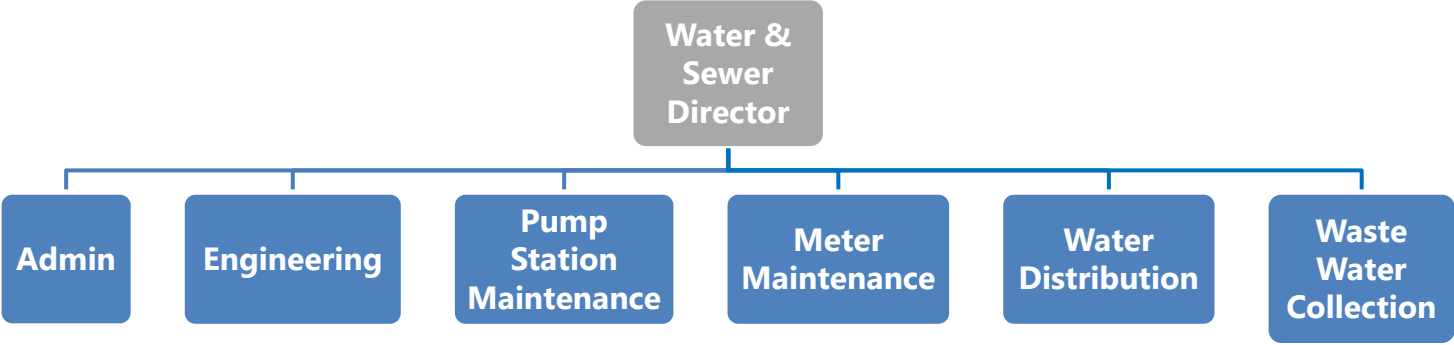 Water &
Sewer
Director
Admin
Engineering
Pump
Station
Maintenance
Meter
Maintenance
Water
Distribution
Waste
Water
Collection